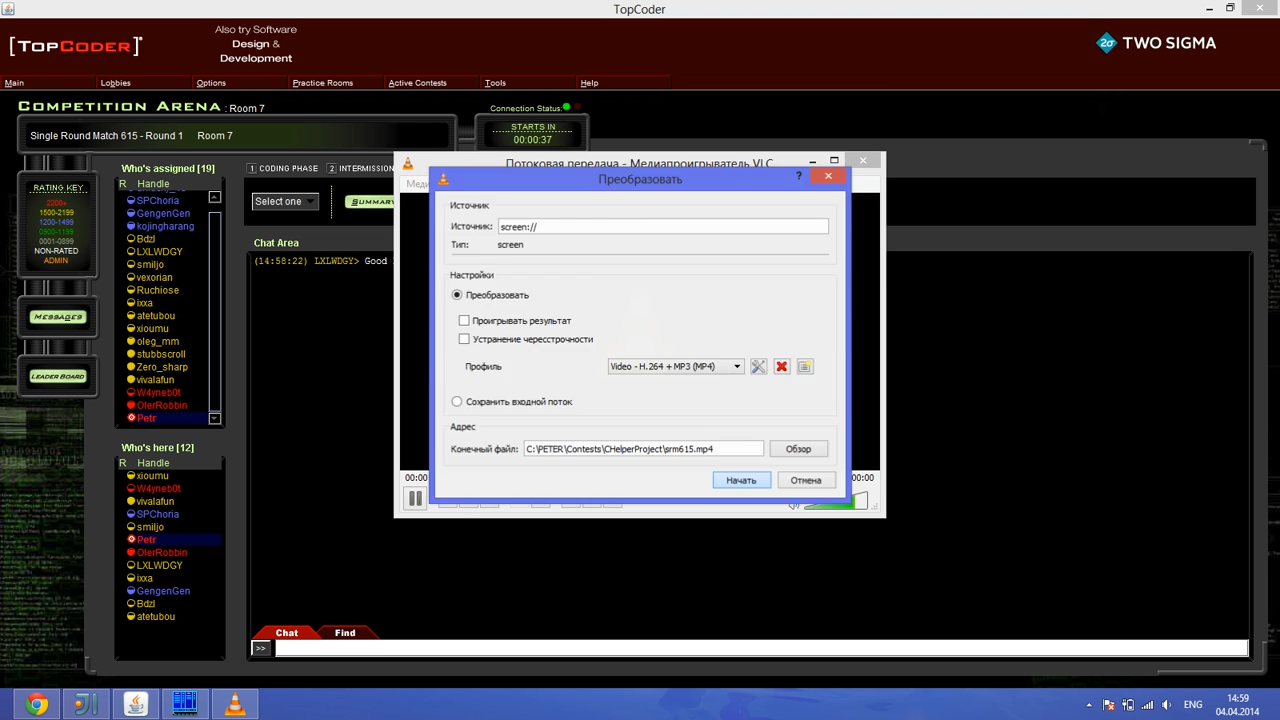 TopCoder
[TOPCODER]®
Also try Software
Design &
Development
2σ TWO SIGMA
Main
Lobbies
Options
Practice Rooms
Active Contests
Tools
Help
COMPETITION ARENA : Room 7
Connection Status:
Single Round Match 615 - Round 1 Room 7
STARTS IN
00:00:37
RATING KEY
2200+
1500-2199
1200-1499
0900-1199
0001-0899
NON-RATED
ADMIN
MESSAGES
LEADER BOARD
Who's assigned [19]
R Handle
SPChoria
GengenGen
kojingharang
Bdzl
LXLWDGY
smiljo
vexorian
Ruchiose
ixxa
atetubou
xioumu
oleg_mm
stubbscroll
Zero_sharp
vivalafun
W4yneb0t
OlerRobbin
Petr
Who's here [12]
R Handle
xioumu
W4yneb0t
vivalafun
SPChoria
smiljo
Petr
OlerRobbin
LXLWDGY
ixxa
GengenGen
Bdzl
atetubou
1 CODING PHASE 2 INTERMISSION
Select one
SUMMARY
Chat Area
(14:58:22) LXLWDGY> Good
Chat
Find
>>
Потоковая передача - Медиапроигрыватель VLC
Меди
Преобразовать
?
Источник
Источник: screen://
Тип: screen
Настройки
Преобразовать
Проигрывать результат
Устранение чересстрочности
Профиль
Video - H.264 + MP3 (MP4)
Сохранить входной поток
Адрес
Конечный файл: C:\PETER\Contests\CHelperProject\srm615.mp4
Обзор
Начать
Отмена
00:00
00:00
ENG
14:59
04.04.2014